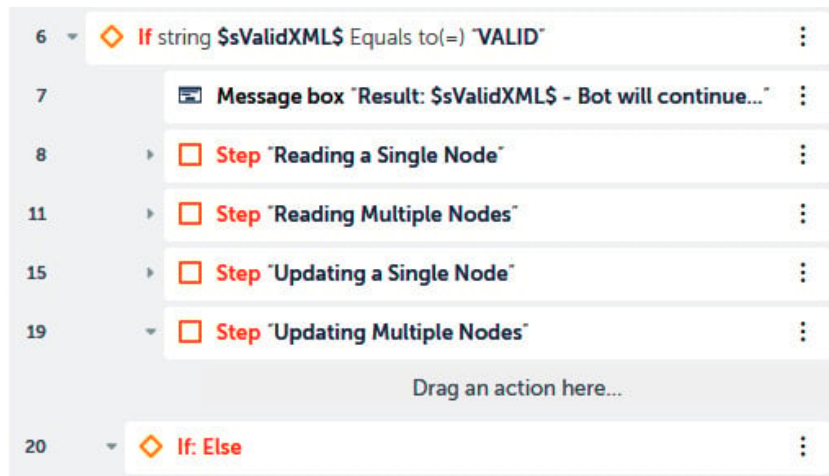 6 If string $sValidXML$ Equals to(=) "VALID"
7 Message box "Result: $sValidXML$ - Bot will continue..."
8 Step "Reading a Single Node"
11 Step "Reading Multiple Nodes"
15 Step "Updating a Single Node"
19 Step "Updating Multiple Nodes"
Drag an action here...
20 If: Else